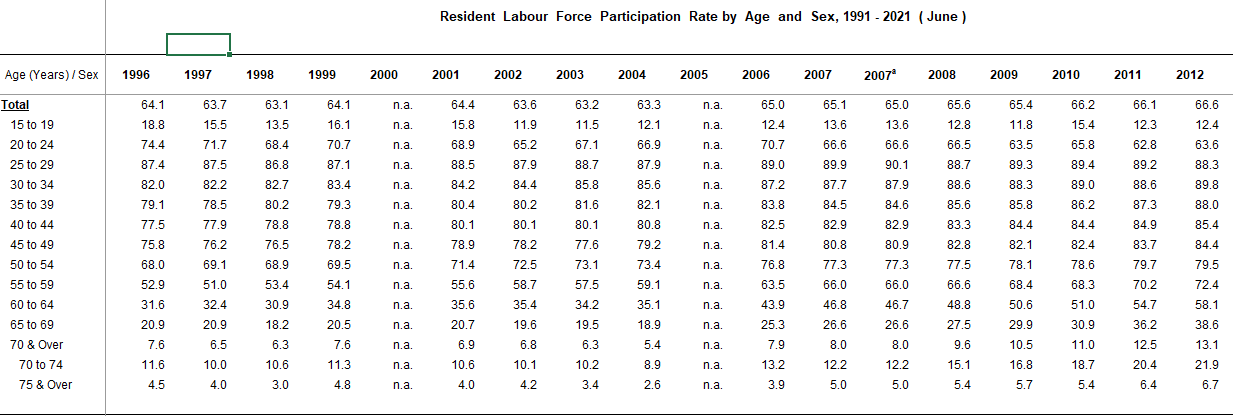 Resident Labour Force Participation Rate by Age and Sex, 1991 - 2021 ( June )
Age (Years) / Sex 1996 1997 1998 1999 2000 2001 2002 2003 2004 2005 2006 2007 2007ª 2008 2009 2010 2011 2012
Total 64.1 63.7 63.1 64.1 n.a. 64.4 63.6 63.2 63.3 n.a. 65.0 65.1 65.0 65.6 65.4 66.2 66.1 66.6
15 to 19 18.8 15.5 13.5 16.1 n.a. 15.8 11.9 11.5 12.1 n.a. 12.4 13.6 13.6 12.8 11.8 15.4 12.3 12.4
20 to 24 74.4 71.7 68.4 70.7 n.a. 68.9 65.2 67.1 66.9 n.a. 70.7 66.6 66.6 66.5 63.5 65.8 62.8 63.6
25 to 29 87.4 87.5 86.8 87.1 n.a. 88.5 87.9 88.7 87.9 n.a. 89.0 89.9 90.1 88.7 89.3 89.4 89.2 88.3
30 to 34 82.0 82.2 82.7 83.4 n.a. 84.2 84.4 85.8 85.6 n.a. 87.2 87.7 87.9 88.6 88.3 89.0 88.6 89.8
35 to 39 79.1 78.5 80.2 79.3 n.a. 80.4 80.2 81.6 82.1 n.a. 83.8 84.5 84.6 85.6 85.8 86.2 87.3 88.0
40 to 44 77.5 77.9 78.8 78.8 n.a. 80.1 80.1 80.1 80.8 n.a. 82.5 82.9 82.9 83.3 84.4 84.4 84.9 85.4
45 to 49 75.8 76.2 76.5 78.2 n.a. 78.9 78.2 77.6 79.2 n.a. 81.4 80.8 80.9 82.8 82.1 82.4 83.7 84.4
50 to 54 68.0 69.1 68.9 69.5 n.a. 71.4 72.5 73.1 73.4 n.a. 76.8 77.3 77.3 77.5 78.1 78.6 79.7 79.5
55 to 59 52.9 51.0 53.4 54.1 n.a. 55.6 58.7 57.5 59.1 n.a. 63.5 66.0 66.0 66.6 68.4 68.3 70.2 72.4
60 to 64 31.6 32.4 30.9 34.8 n.a. 35.6 35.4 34.2 35.1 n.a. 43.9 46.8 46.7 48.8 50.6 51.0 54.7 58.1
65 to 69 20.9 20.9 18.2 20.5 n.a. 20.7 19.6 19.5 18.9 n.a. 25.3 26.6 26.6 27.5 29.9 30.9 36.2 38.6
70 & Over 7.6 6.5 6.3 7.6 n.a. 6.9 6.8 6.3 5.4 n.a. 7.9 8.0 8.0 9.6 10.5 11.0 12.5 13.1
70 to 74 11.6 10.0 10.6 11.3 n.a. 10.6 10.1 10.2 8.9 n.a. 13.2 12.2 12.2 15.1 16.8 18.7 20.4 21.9
75 & Over 4.5 4.0 3.0 4.8 n.a. 4.0 4.2 3.4 2.6 n.a. 3.9 5.0 5.0 5.4 5.7 5.4 6.4 6.7